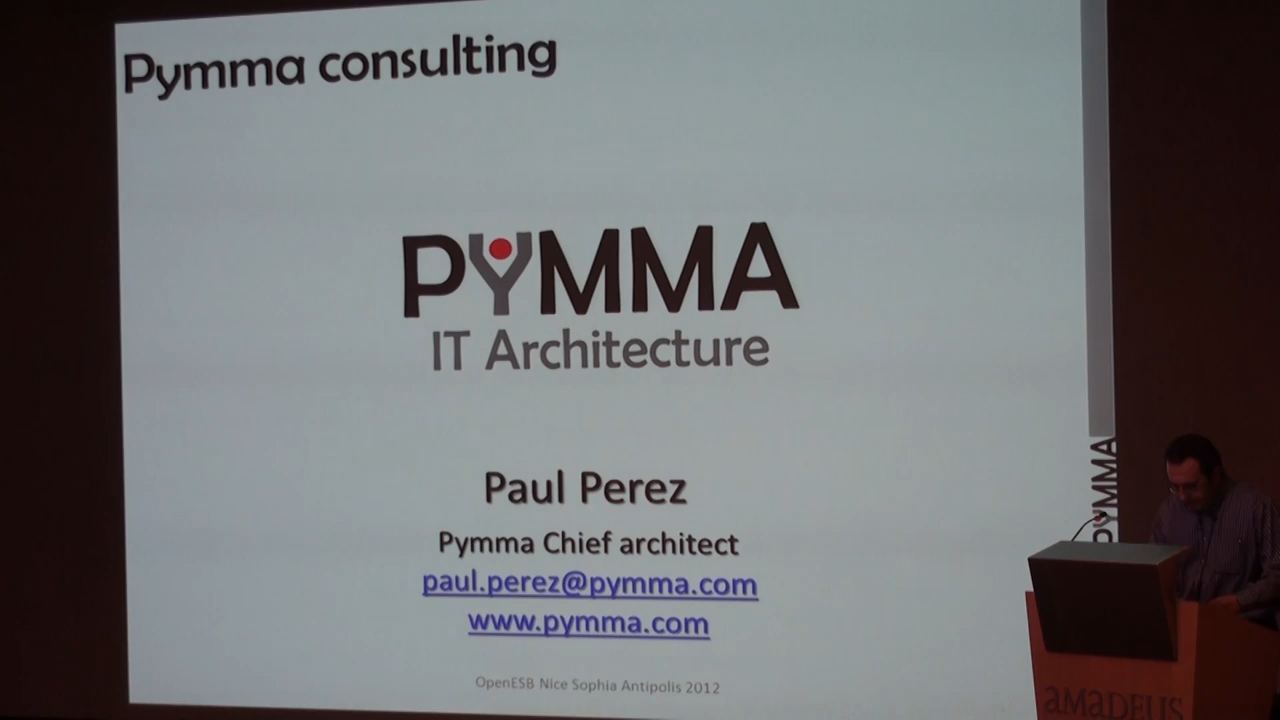 Pymma consulting
PYMMA
IT Architecture
Paul Perez
Pymma Chief architect
paul.perez@pymma.com
www.pymma.com
OpenESB Nice Sophia Antipolis 2012
PYMMA
amadeus